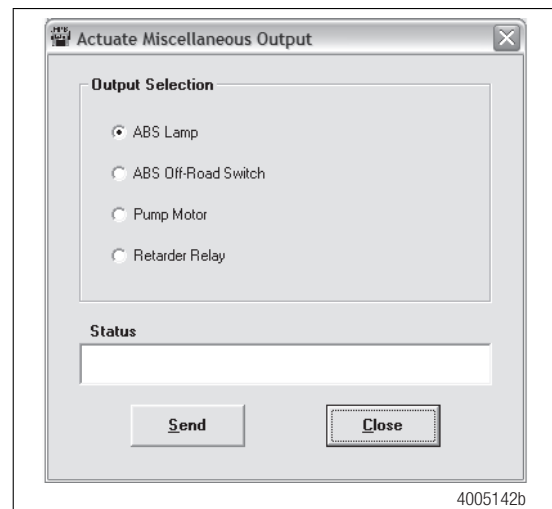 Actuate Miscellaneous Output
Output Selection
ABS Lamp
ABS Off-Road Switch
Pump Motor
Retarder Relay
Status
Send
Close
4005142b